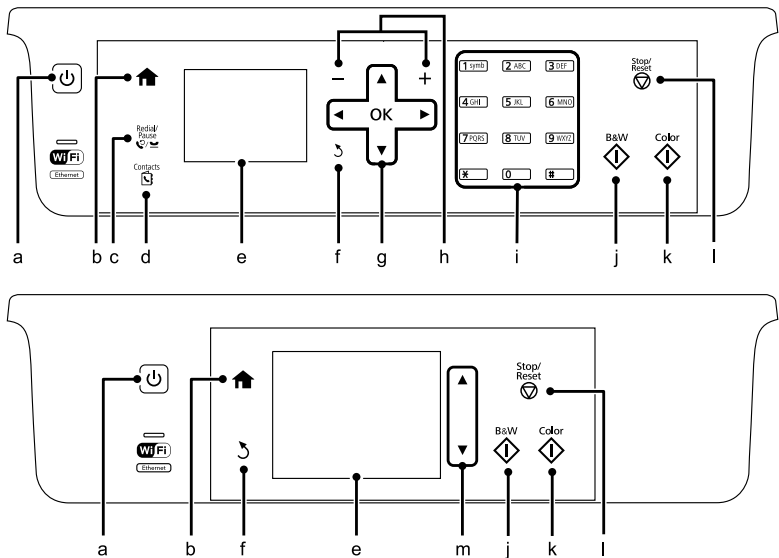 Redial/
Pause
Contacts
WiFi
Ethernet
− +
OK
1 symb 2 ABC 3 DEF
4 GHI 5 JKL 6 MNO
7 PQRS 8 TUV 9 WXYZ
* 0 #
Stop/
Reset
B&W Color
a b c d e f g h i j k l
Stop/
Reset
B&W Color
WiFi
Ethernet
a b f e m j k l